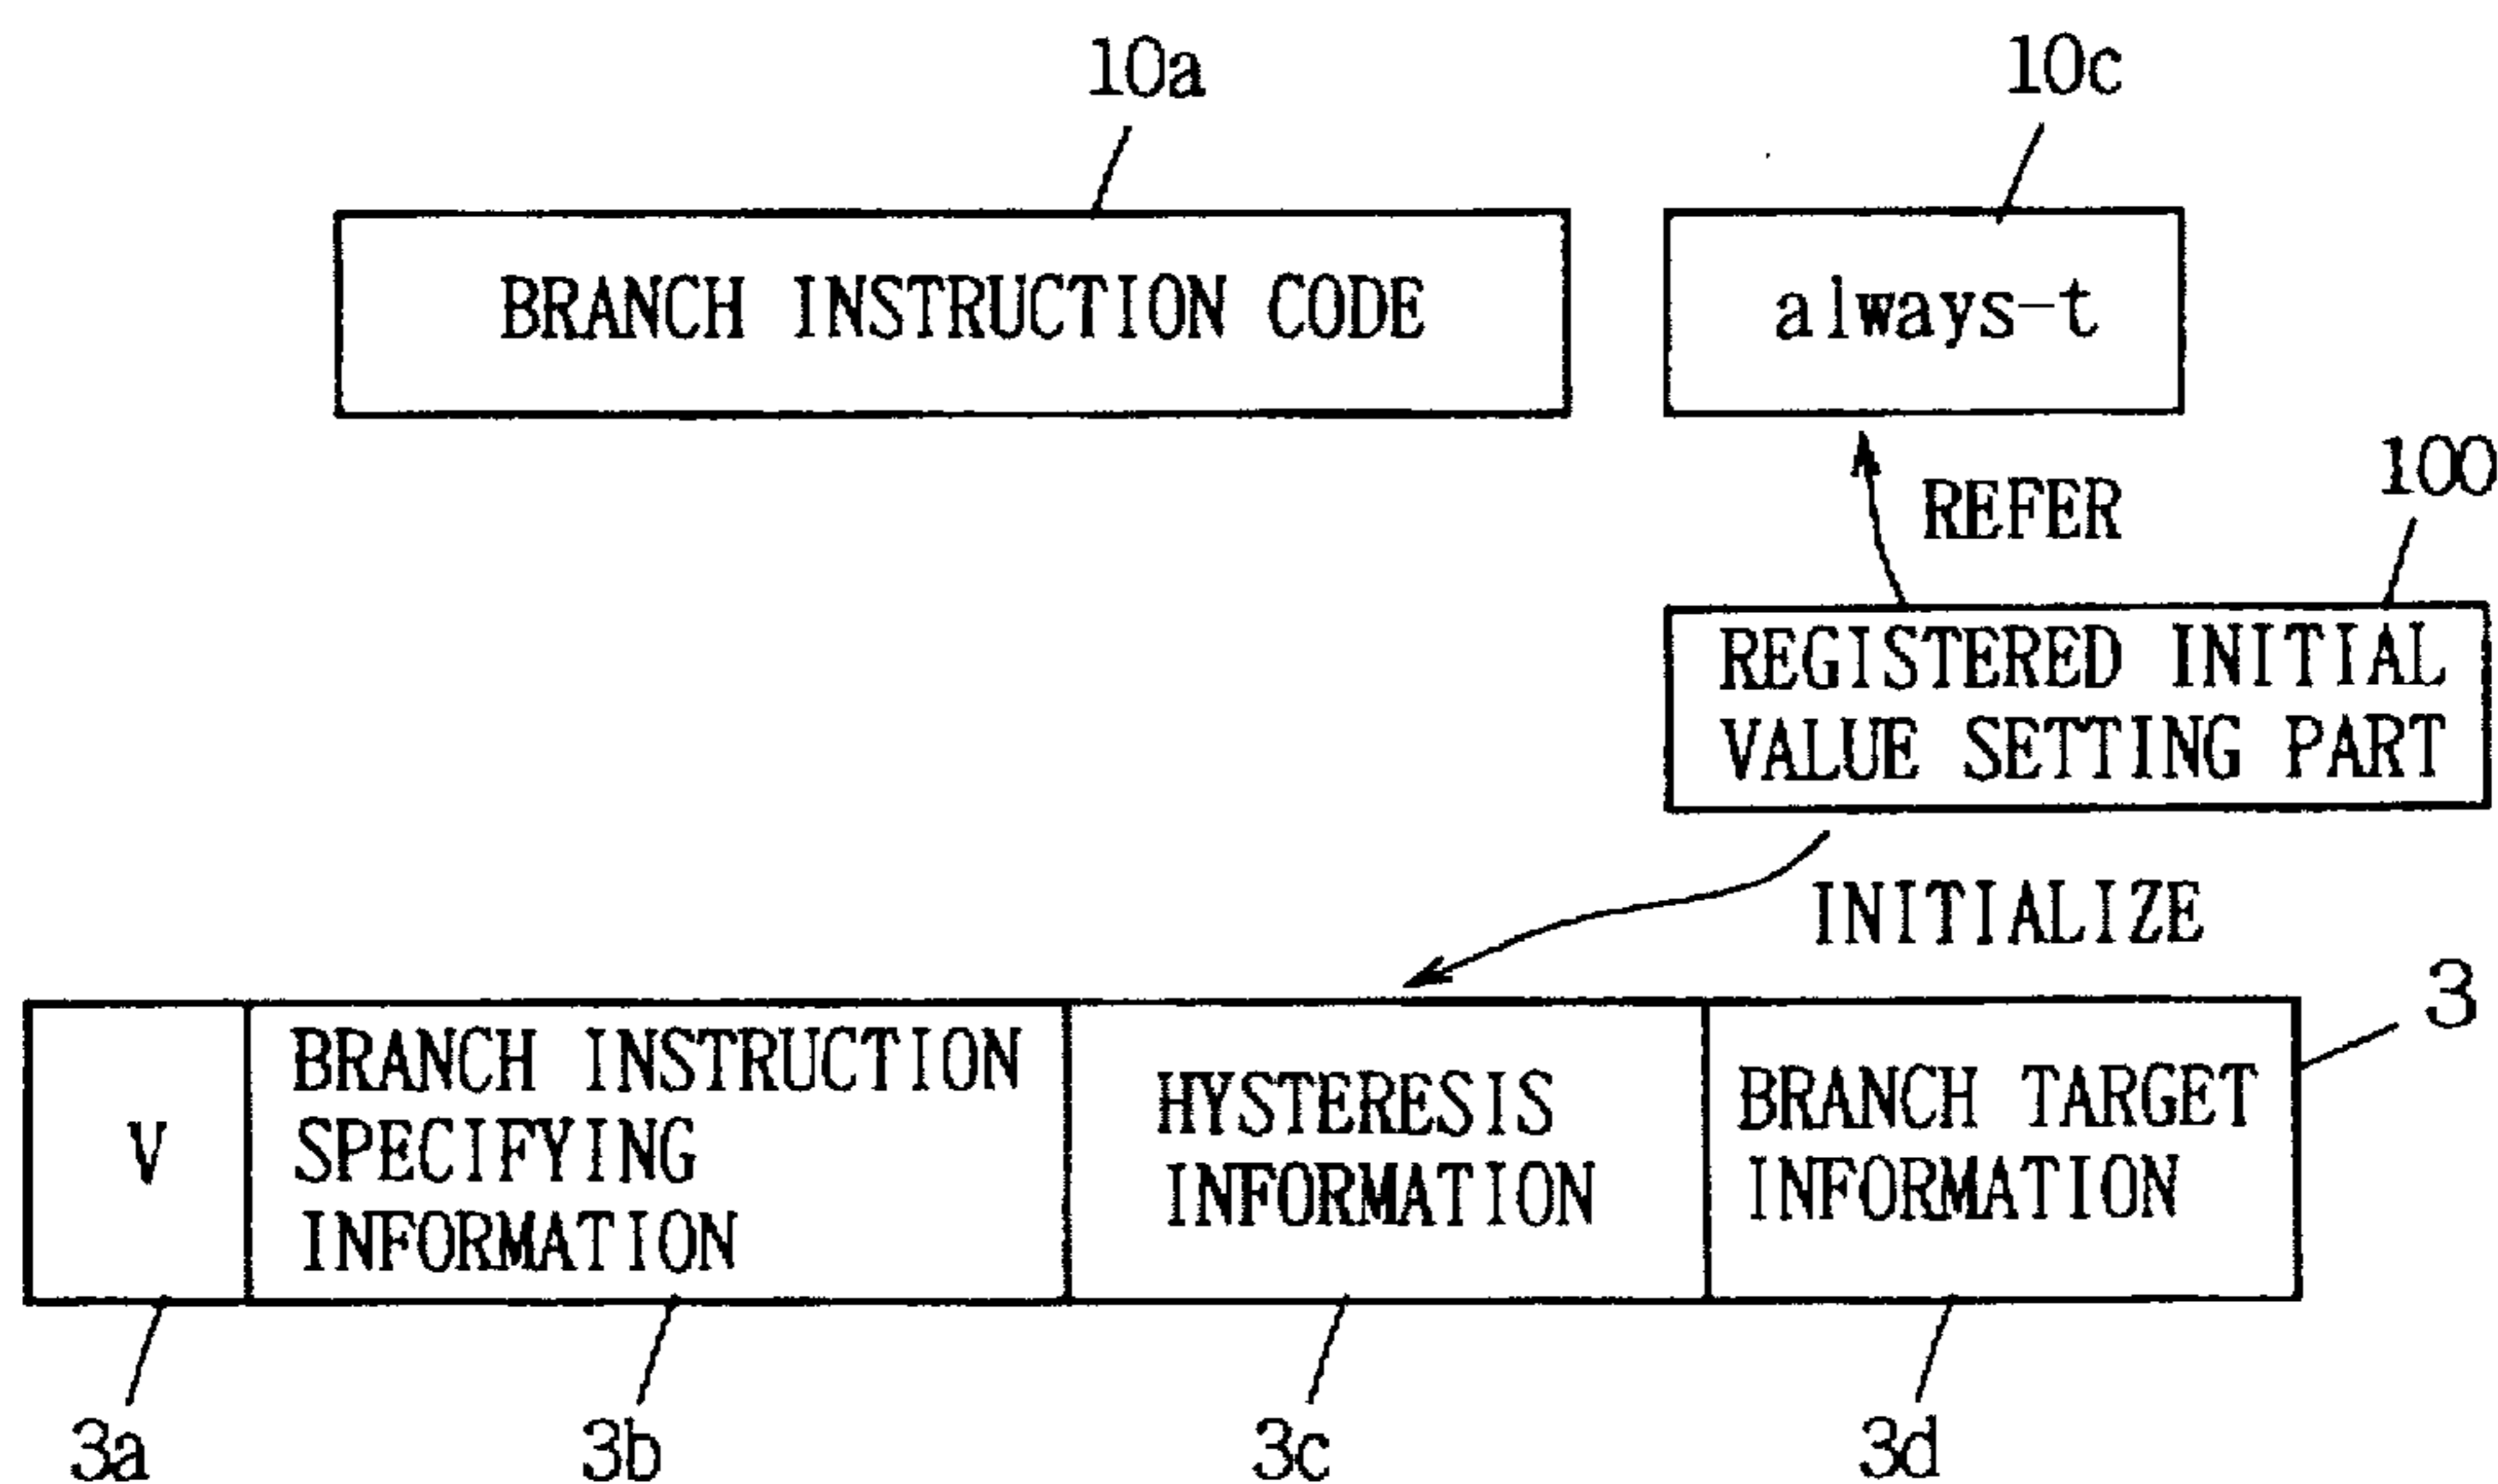 10a
10c
BRANCH INSTRUCTION CODE
always-t
REFER
100
REGISTERED INITIAL
VALUE SETTING PART
INITIALIZE
3
V
BRANCH INSTRUCTION
SPECIFYING
INFORMATION
HYSTERESIS
INFORMATION
BRANCH TARGET
INFORMATION
3a
3b
3c
3d